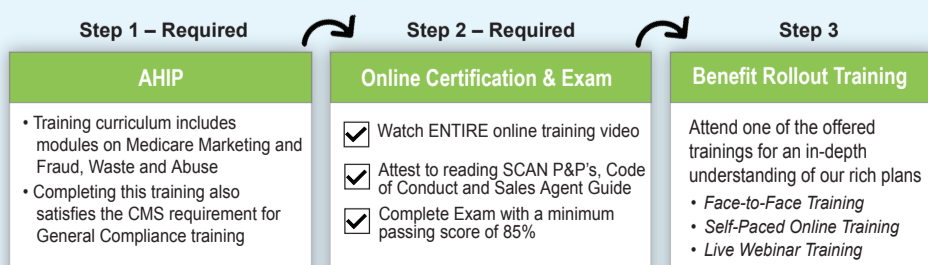 Step 1 – Required
AHIP
• Training curriculum includes
modules on Medicare Marketing and
Fraud, Waste and Abuse
• Completing this training also
satisfies the CMS requirement for
General Compliance training
Step 2 – Required
Online Certification & Exam
Watch ENTIRE online training video
Attest to reading SCAN P&P's, Code
of Conduct and Sales Agent Guide
Complete Exam with a minimum
passing score of 85%
Step 3
Benefit Rollout Training
Attend one of the offered
trainings for an in-depth
understanding of our rich plans
• Face-to-Face Training
• Self-Paced Online Training
• Live Webinar Training